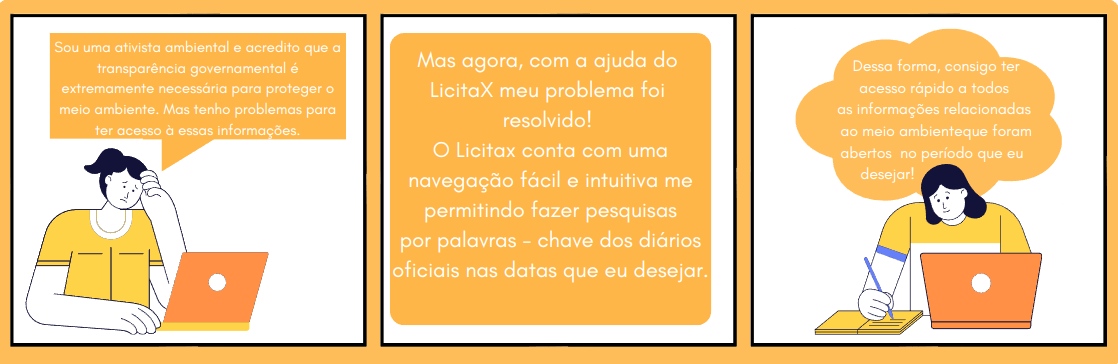 Sou uma ativista ambiental e acredito que a
transparência governamental é
extremamente necessária para proteger o
meio ambiente. Mas tenho problemas para
ter acesso à essas informações.
Mas agora, com a ajuda do
LicitaX meu problema foi
resolvido!
O Licitax conta com uma
navegação fácil e intuitiva me
permitindo fazer pesquisas
por palavras - chave dos diários
oficiais nas datas que eu desejar.
Dessa forma, consigo ter
acesso rápido a todos
as informações relacionadas
ao meio ambienteque foram
abertos no período que eu
desejar!